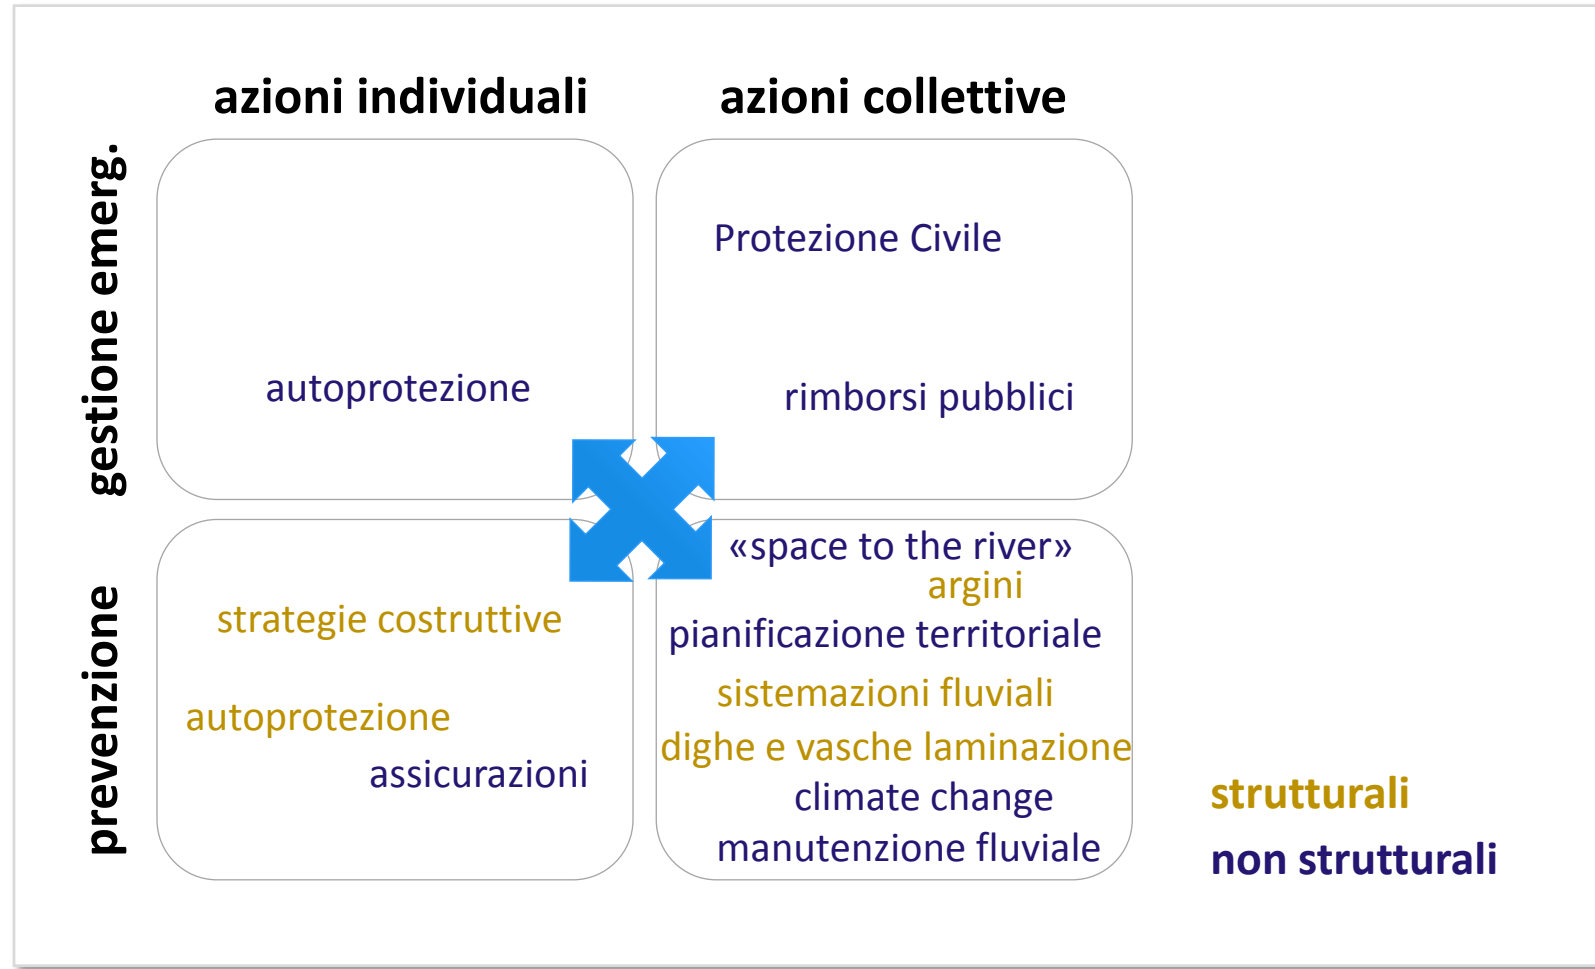 azioni individuali
azioni collettive
gestione emerg.
Protezione Civile
autoprotezione
rimborsi pubblici
prevenzione
strategie costruttive
autoprotezione
assicurazioni
«space to the river»
argini
pianificazione territoriale
sistemazioni fluviali
dighe e vasche laminazione
climate change
manutenzione fluviale
strutturali
non strutturali